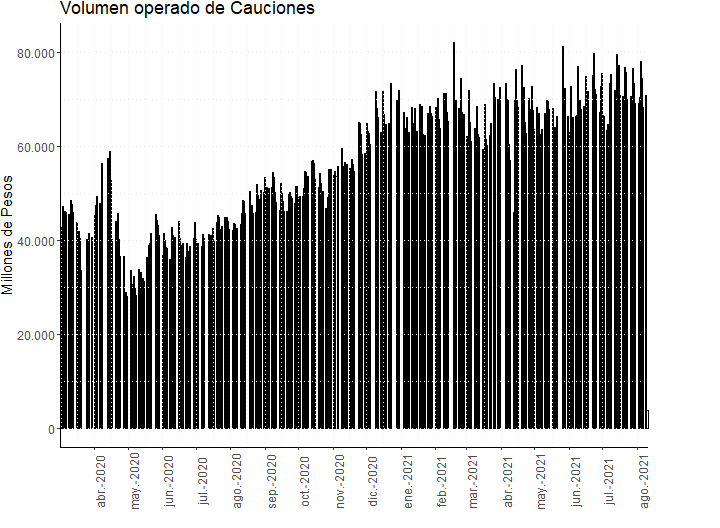 Volumen operado de Cauciones
Millones de Pesos
80.000
60.000
40.000
20.000
0
abr.-2020
may.-2020
jun.-2020
jul.-2020
ago.-2020
sep.-2020
oct.-2020
nov.-2020
dic.-2020
ene.-2021
feb.-2021
mar.-2021
abr.-2021
may.-2021
jun.-2021
jul.-2021
ago.-2021